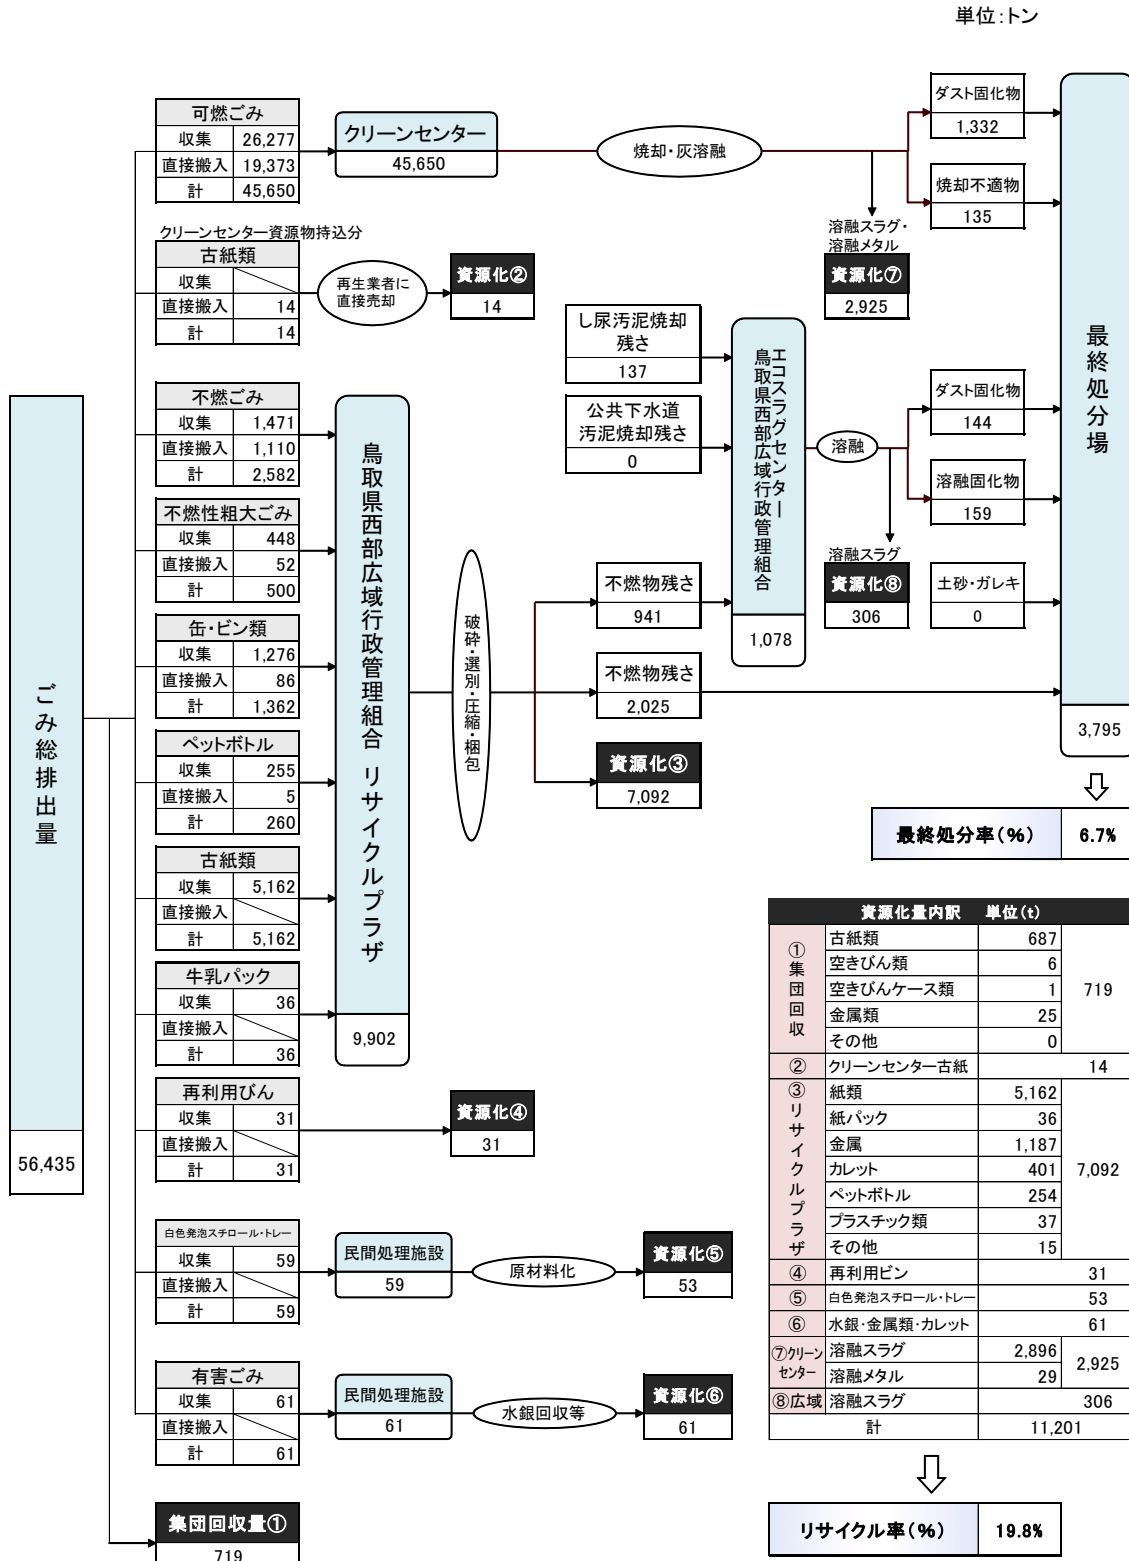 単位:トン
可燃ごみ
収集 26,277
直接搬入 19,373
計 45,650
クリーンセンター
45,650
焼却・灰溶融
ダスト固化物
1,332
焼却不適物
135
溶融スラグ・
溶融メタル
資源化⑦
2,925
クリーンセンター資源物持込分
古紙類
収集
直接搬入 14
計 14
再生業者に
直接売却
資源化②
14
し尿汚泥焼却
残さ
137
公共下水道
汚泥焼却残さ
0
鳥取県西部広域行政管理組合
エコスラグセンター
1,078
溶融
ダスト固化物
144
溶融固化物
159
溶融スラグ
資源化⑧
306
土砂・ガレキ
0
最終処分場
3,795
不燃ごみ
収集 1,471
直接搬入 1,110
計 2,582
不燃性粗大ごみ
収集 448
直接搬入 52
計 500
缶・ビン類
収集 1,276
直接搬入 86
計 1,362
ペットボトル
収集 255
直接搬入 5
計 260
古紙類
収集 5,162
直接搬入
計 5,162
牛乳パック
収集 36
直接搬入
計 36
鳥取県西部広域行政管理組合 リサイクルプラザ
9,902
破砕・選別・圧縮・梱包
不燃物残さ
941
不燃物残さ
2,025
資源化③
7,092
ごみ総排出量
56,435
再利用びん
収集 31
直接搬入
計 31
資源化④
31
白色発泡スチロール・トレー
収集 59
直接搬入
計 59
民間処理施設
59
原材料化
資源化⑤
53
有害ごみ
収集 61
直接搬入
計 61
民間処理施設
61
水銀回収等
資源化⑥
61
集団回収量①
719
最終処分率(%) 6.7%
資源化量内訳 単位(t)
①集団回収
古紙類 687
空きびん類 6
空きびんケース類 1
金属類 25
その他 0
719
② クリーンセンター古紙 14
③リサイクルプラザ
紙類 5,162
紙パック 36
金属 1,187
カレット 401
ペットボトル 254
プラスチック類 37
その他 15
7,092
④ 再利用ビン 31
⑤ 白色発泡スチロール・トレー 53
⑥ 水銀・金属類・カレット 61
⑦クリーン
センター
溶融スラグ 2,896
溶融メタル 29
2,925
⑧広域 溶融スラグ 306
計 11,201
リサイクル率(%) 19.8%